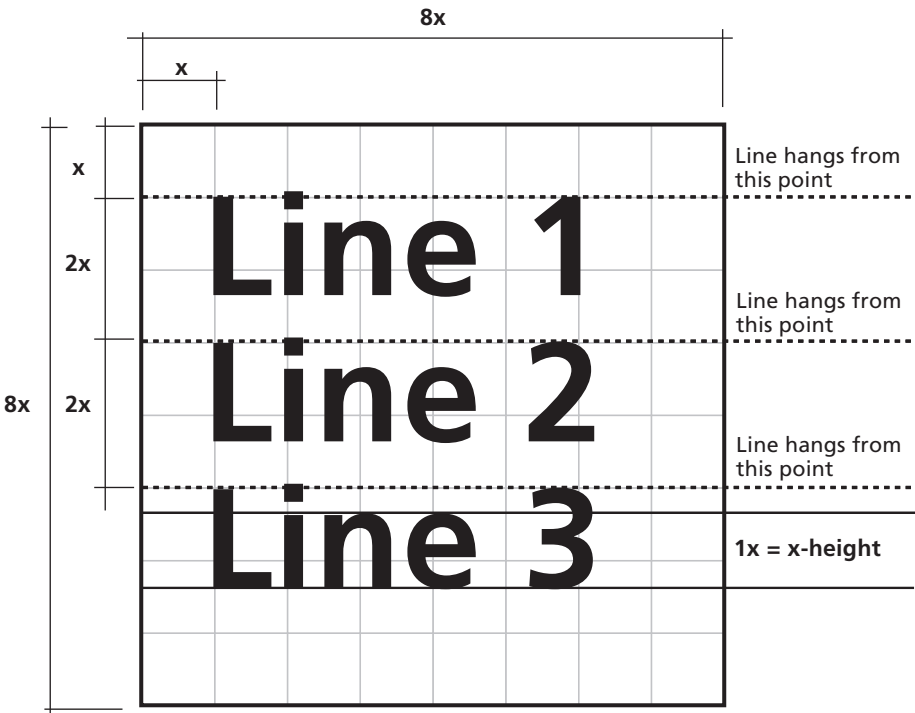 8x
x
x
Line hangs from
this point
Line 1
2x
Line hangs from
this point
8x
2x
Line 2
Line hangs from
this point
Line 3
1x = x-height